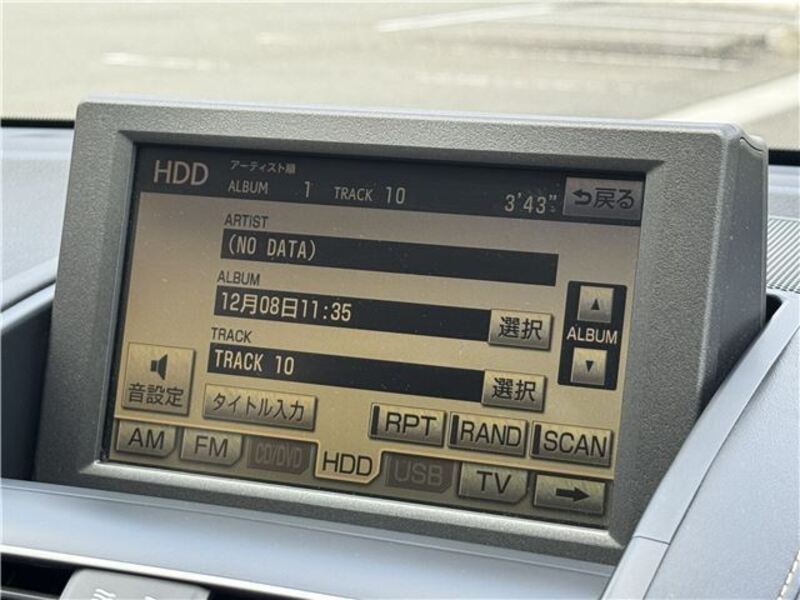 HDD アーティスト順
ALBUM 1 TRACK 10 3'43" 戻る
ARTIST
(NO DATA)
ALBUM
12月08日11:35 選択
ALBUM
TRACK
TRACK 10 選択
音設定
タイトル入力 RPT RAND SCAN
AM FM CD/DVD HDD USB TV